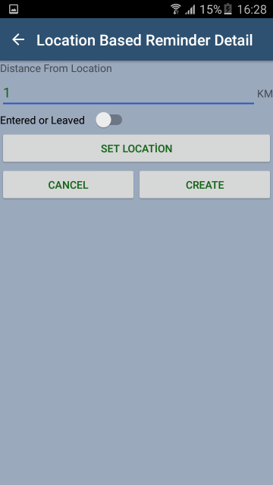 15% 16:28
Location Based Reminder Detail
Distance From Location
1 KM
Entered or Leaved
SET LOCATİON
CANCEL CREATE